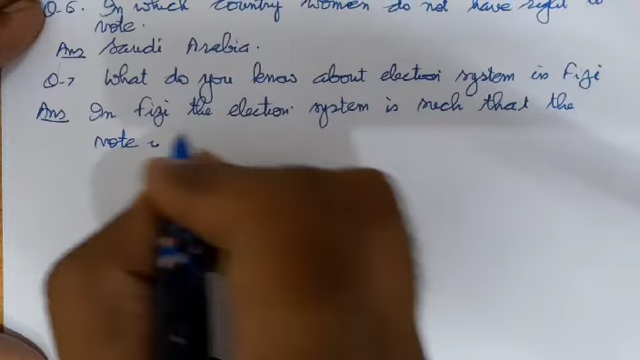 Q-6. In which country women do not have right to
vote.
Ans Saudi Arabia.
Q-7 What do you know about election system in Fiji
Ans In Fiji the election system is such that the
vote